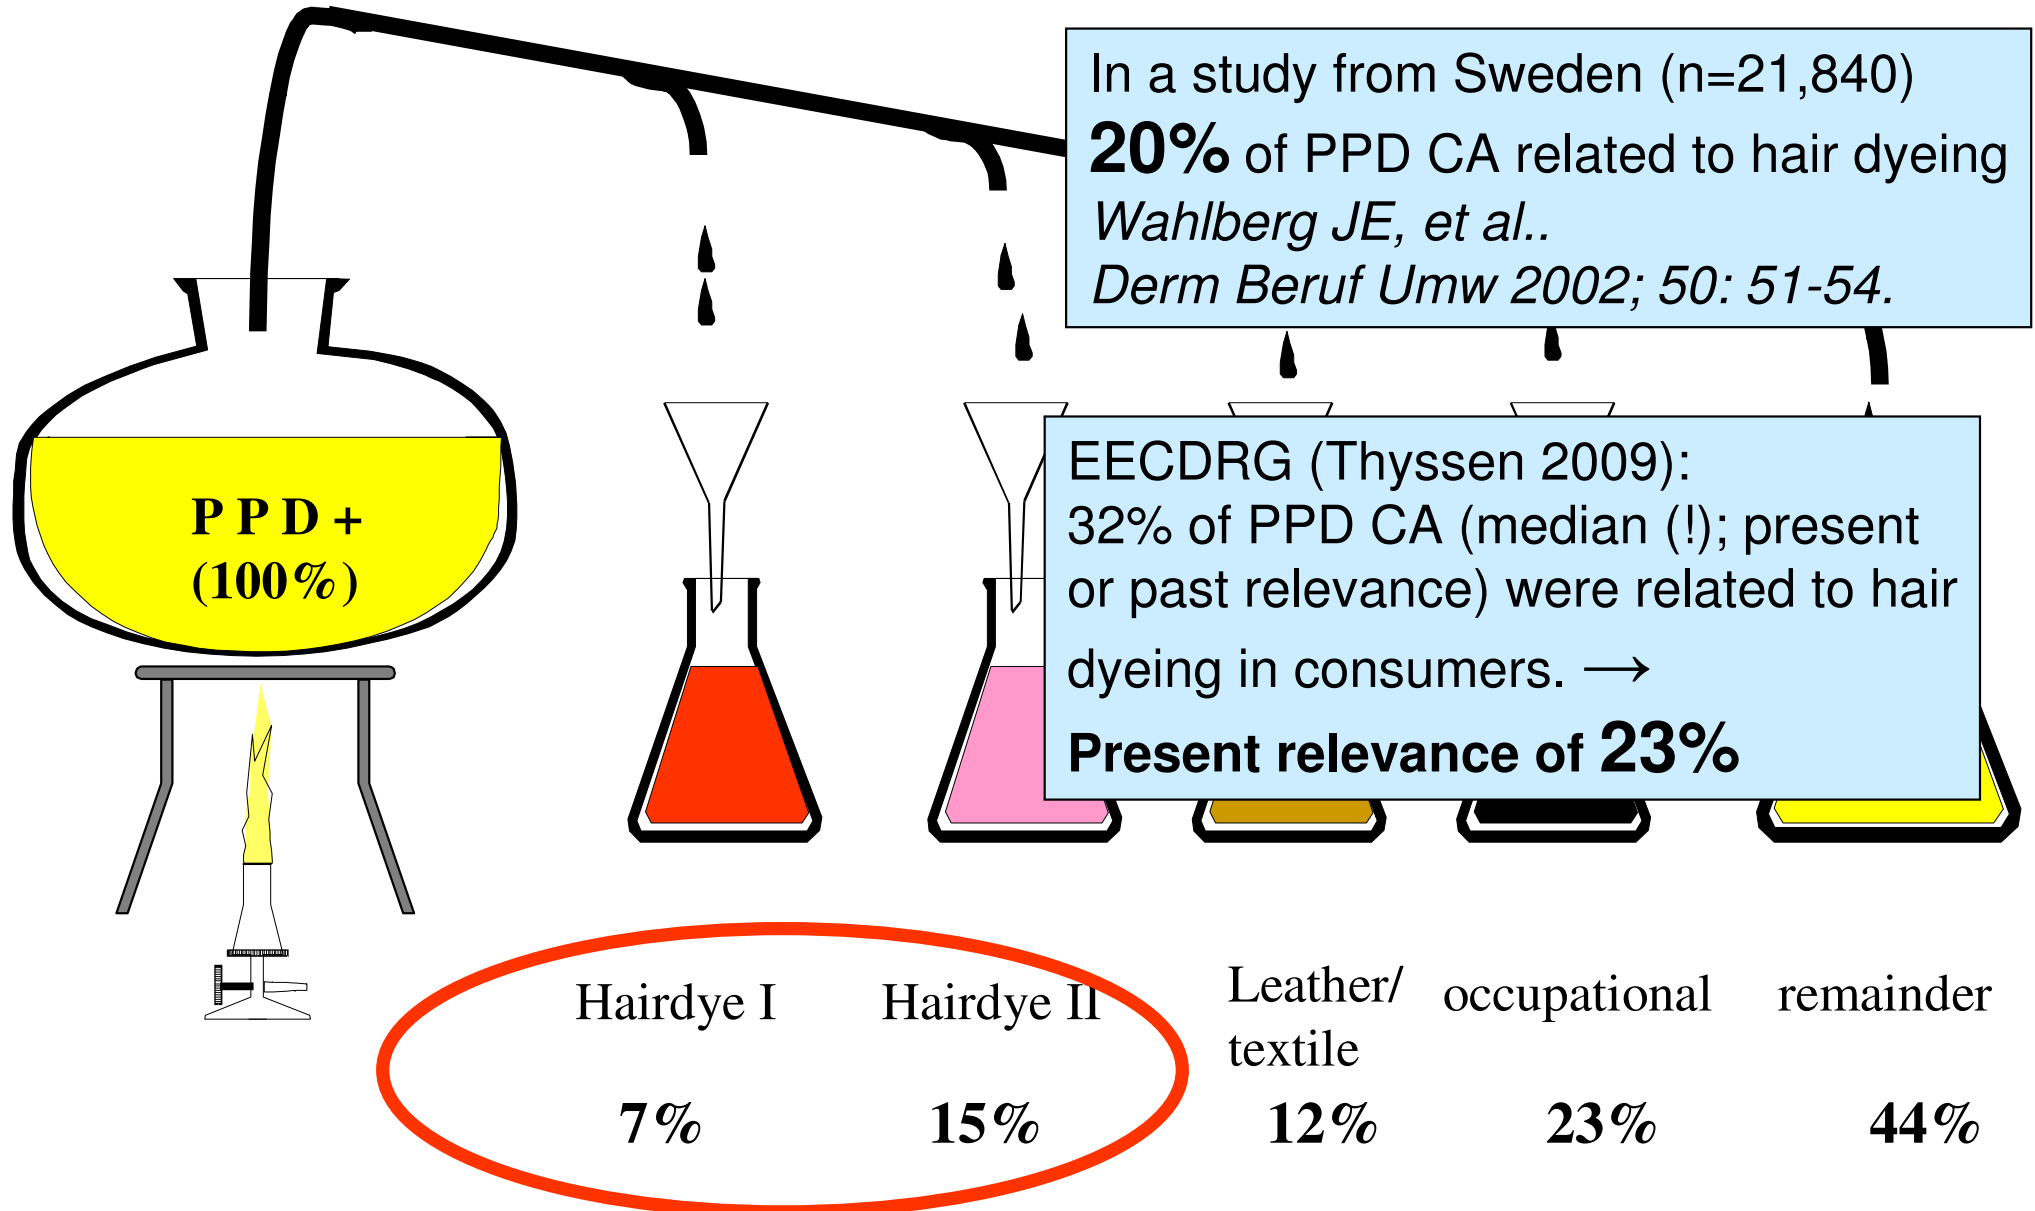 In a study from Sweden (n=21,840)
20% of PPD CA related to hair dyeing
Wahlberg JE, et al..
Derm Beruf Umw 2002; 50: 51-54.
EECDRG (Thyssen 2009):
32% of PPD CA (median (!); present
or past relevance) were related to hair
dyeing in consumers. →
Present relevance of 23%
P P D +
(100%)
Hairdye I
7%
Hairdye II
15%
Leather/
textile
12%
occupational
23%
remainder
44%